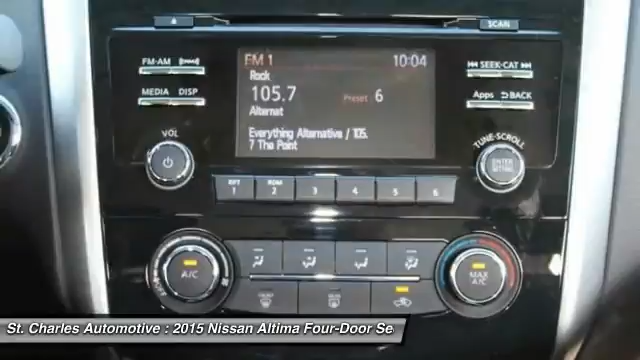 SCAN
FM·AM
MEDIA DISP
FM 1 10:04
Rock
105.7 Preset 6
Alternat
Everything Alternative / 105.
7 The Point
SEEK·CAT
Apps BACK
VOL
TUNE·SCROLL
ENTER
SETTING
RPT RDM
1 2 3 4 5 6
A/C
MAX
A/C
St. Charles Automotive : 2015 Nissan Altima Four-Door Se